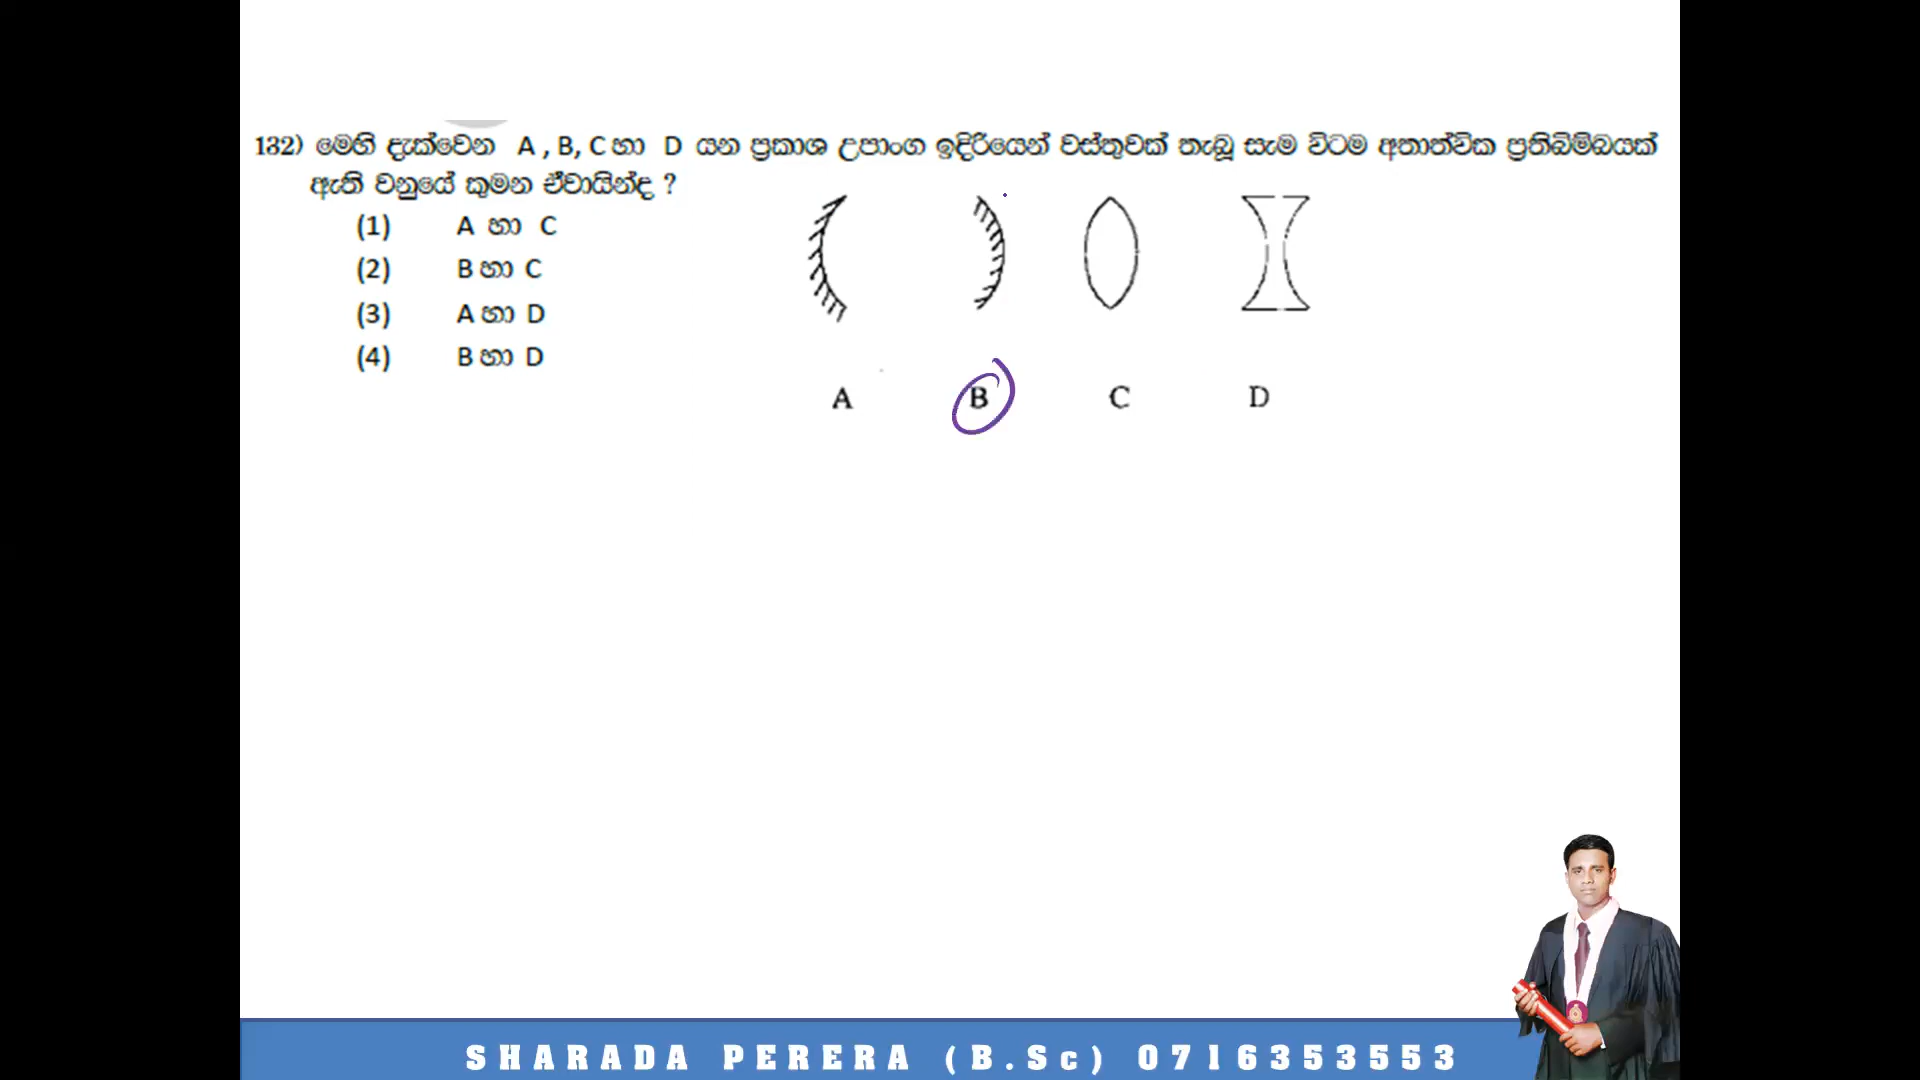 132) මෙහි දැක්වෙන A , B, C හා D යන ප්‍රකාශ උපාංග ඉදිරියෙන් වස්තුවක් තැබූ සැම විටම අතාත්වික ප්‍රතිබිම්බයක්
ඇති වනුයේ කුමන ඒවායින්ද ?
(1) A හා C
(2) B හා C
(3) A හා D
(4) B හා D
A B C D
SHARADA PERERA (B.Sc) 0716353553